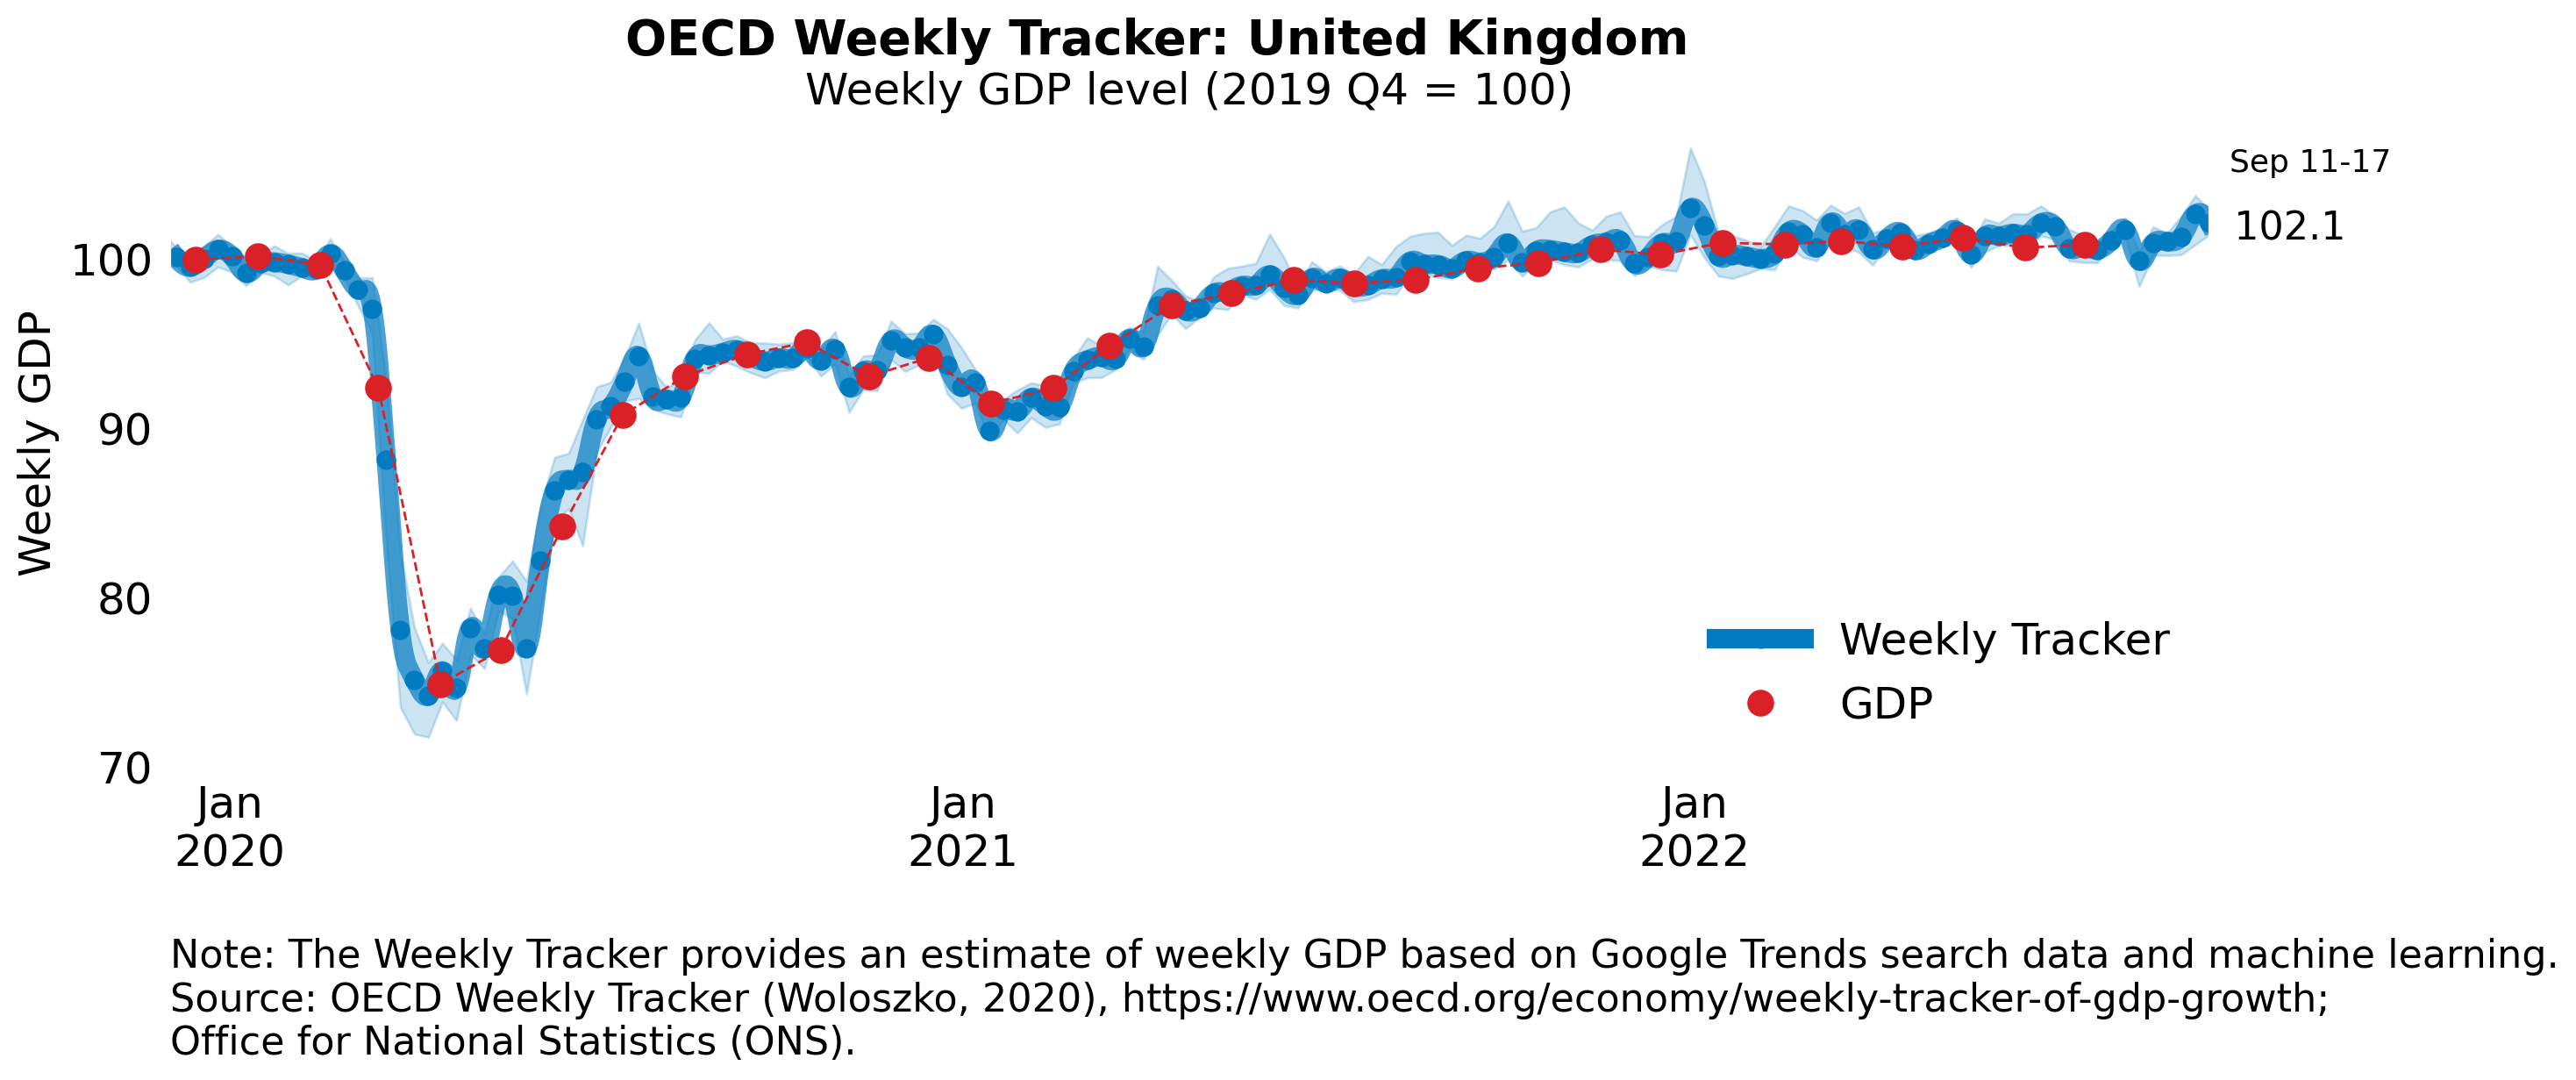 OECD Weekly Tracker: United Kingdom
Weekly GDP level (2019 Q4 = 100)
Sep 11-17
102.1
Weekly GDP
100
90
80
70
Weekly Tracker
GDP
Jan
2020
Jan
2021
Jan
2022
Note: The Weekly Tracker provides an estimate of weekly GDP based on Google Trends search data and machine learning.
Source: OECD Weekly Tracker (Woloszko, 2020), https://www.oecd.org/economy/weekly-tracker-of-gdp-growth;
Office for National Statistics (ONS).